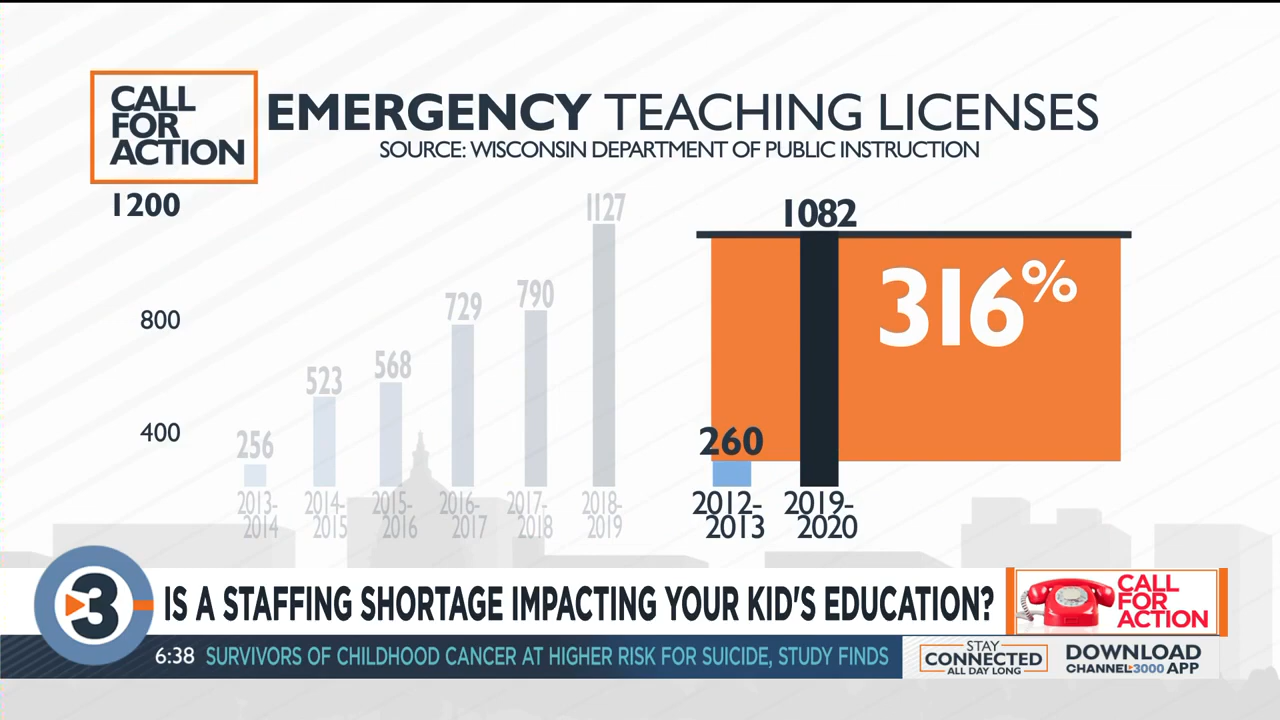 CALL
FOR
ACTION
EMERGENCY TEACHING LICENSES
SOURCE: WISCONSIN DEPARTMENT OF PUBLIC INSTRUCTION
1200
800
400
256
523
568
729
790
1127
260
1082
316%
2013-
2014
2014-
2015
2015-
2016
2016-
2017
2017-
2018
2018-
2019
2012-
2013
2019-
2020
3
IS A STAFFING SHORTAGE IMPACTING YOUR KID'S EDUCATION?
CALL
FOR
ACTION
6:38 SURVIVORS OF CHILDHOOD CANCER AT HIGHER RISK FOR SUICIDE, STUDY FINDS
STAY
CONNECTED
ALL DAY LONG
DOWNLOAD
CHANNEL3000 APP